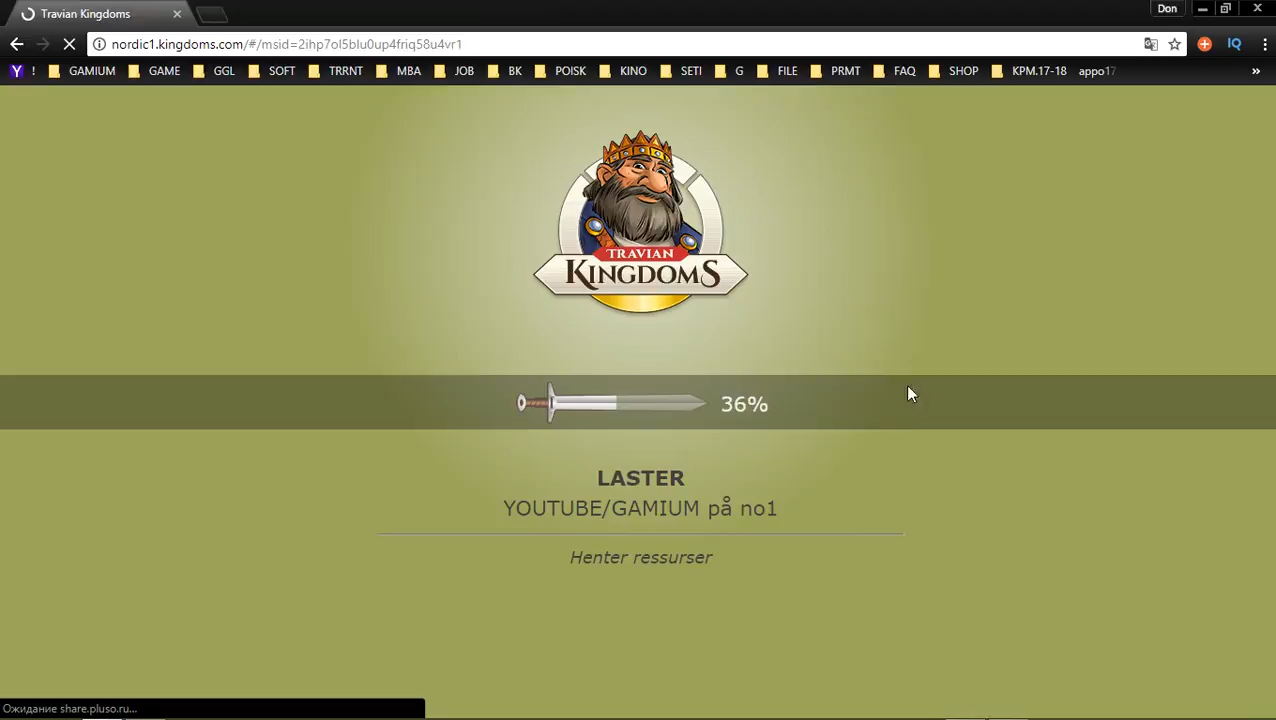 Travian Kingdoms
Don
nordic1.kingdoms.com/#/msid=2ihp7ol5blu0up4friq58u4vr1
IQ
Y ! GAMIUM GAME GGL SOFT TRRNT MBA JOB BK POISK KINO SETI G FILE PRMT FAQ SHOP KPM.17-18 appo17 »
TRAVIAN
KINGDOMS
36%
LASTER
YOUTUBE/GAMIUM på no1
Henter ressurser
Ожидание share.pluso.ru...